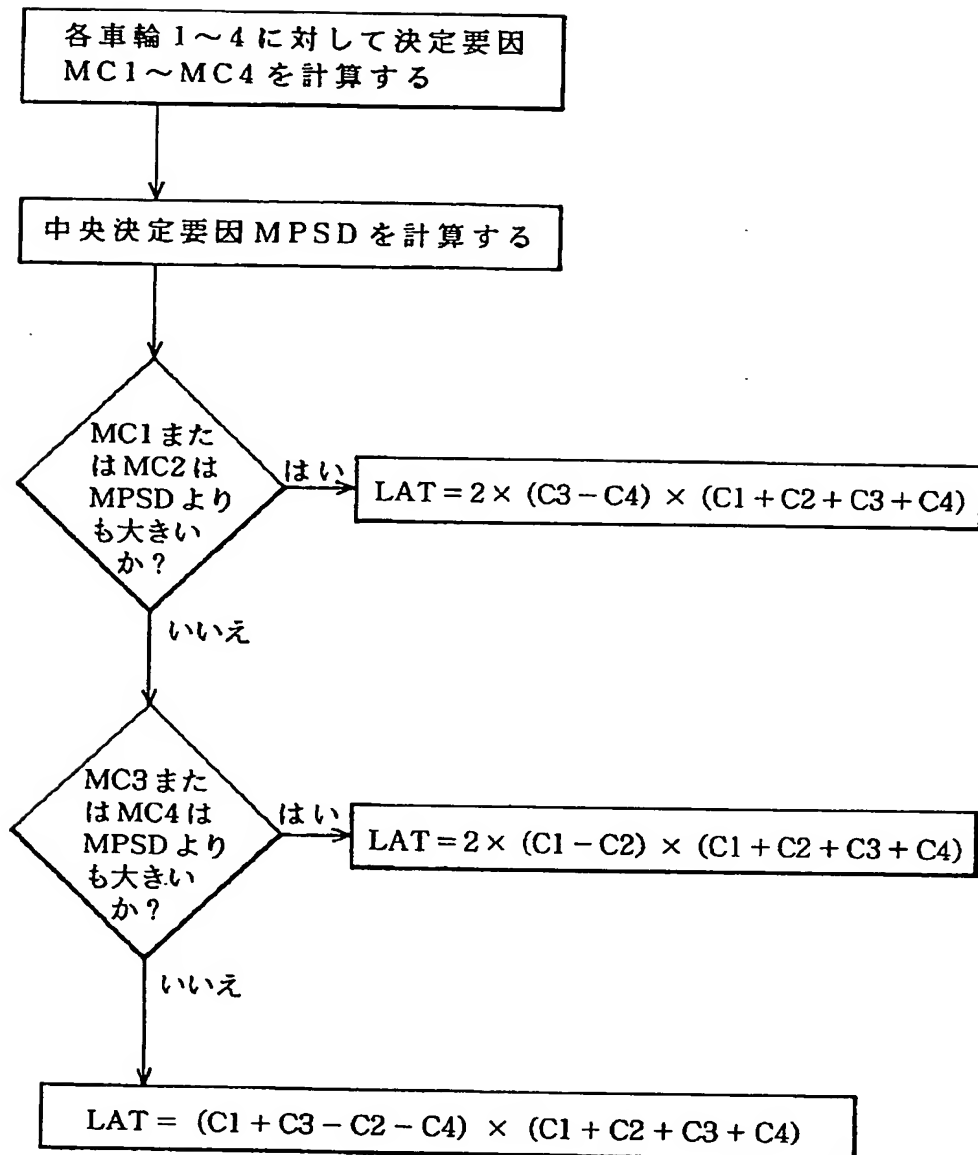 各車輪1～4に対して決定要因
MC1～MC4を計算する
中央決定要因MPSDを計算する
MC1また
はMC2は
MPSDより
も大きい
か？
はい
LAT＝2×（C3－C4）×（C1＋C2＋C3＋C4）
いいえ
MC3また
はMC4は
MPSDより
も大きい
か？
はい
LAT＝2×（C1－C2）×（C1＋C2＋C3＋C4）
いいえ
LAT＝（C1＋C3－C2－C4）×（C1＋C2＋C3＋C4）